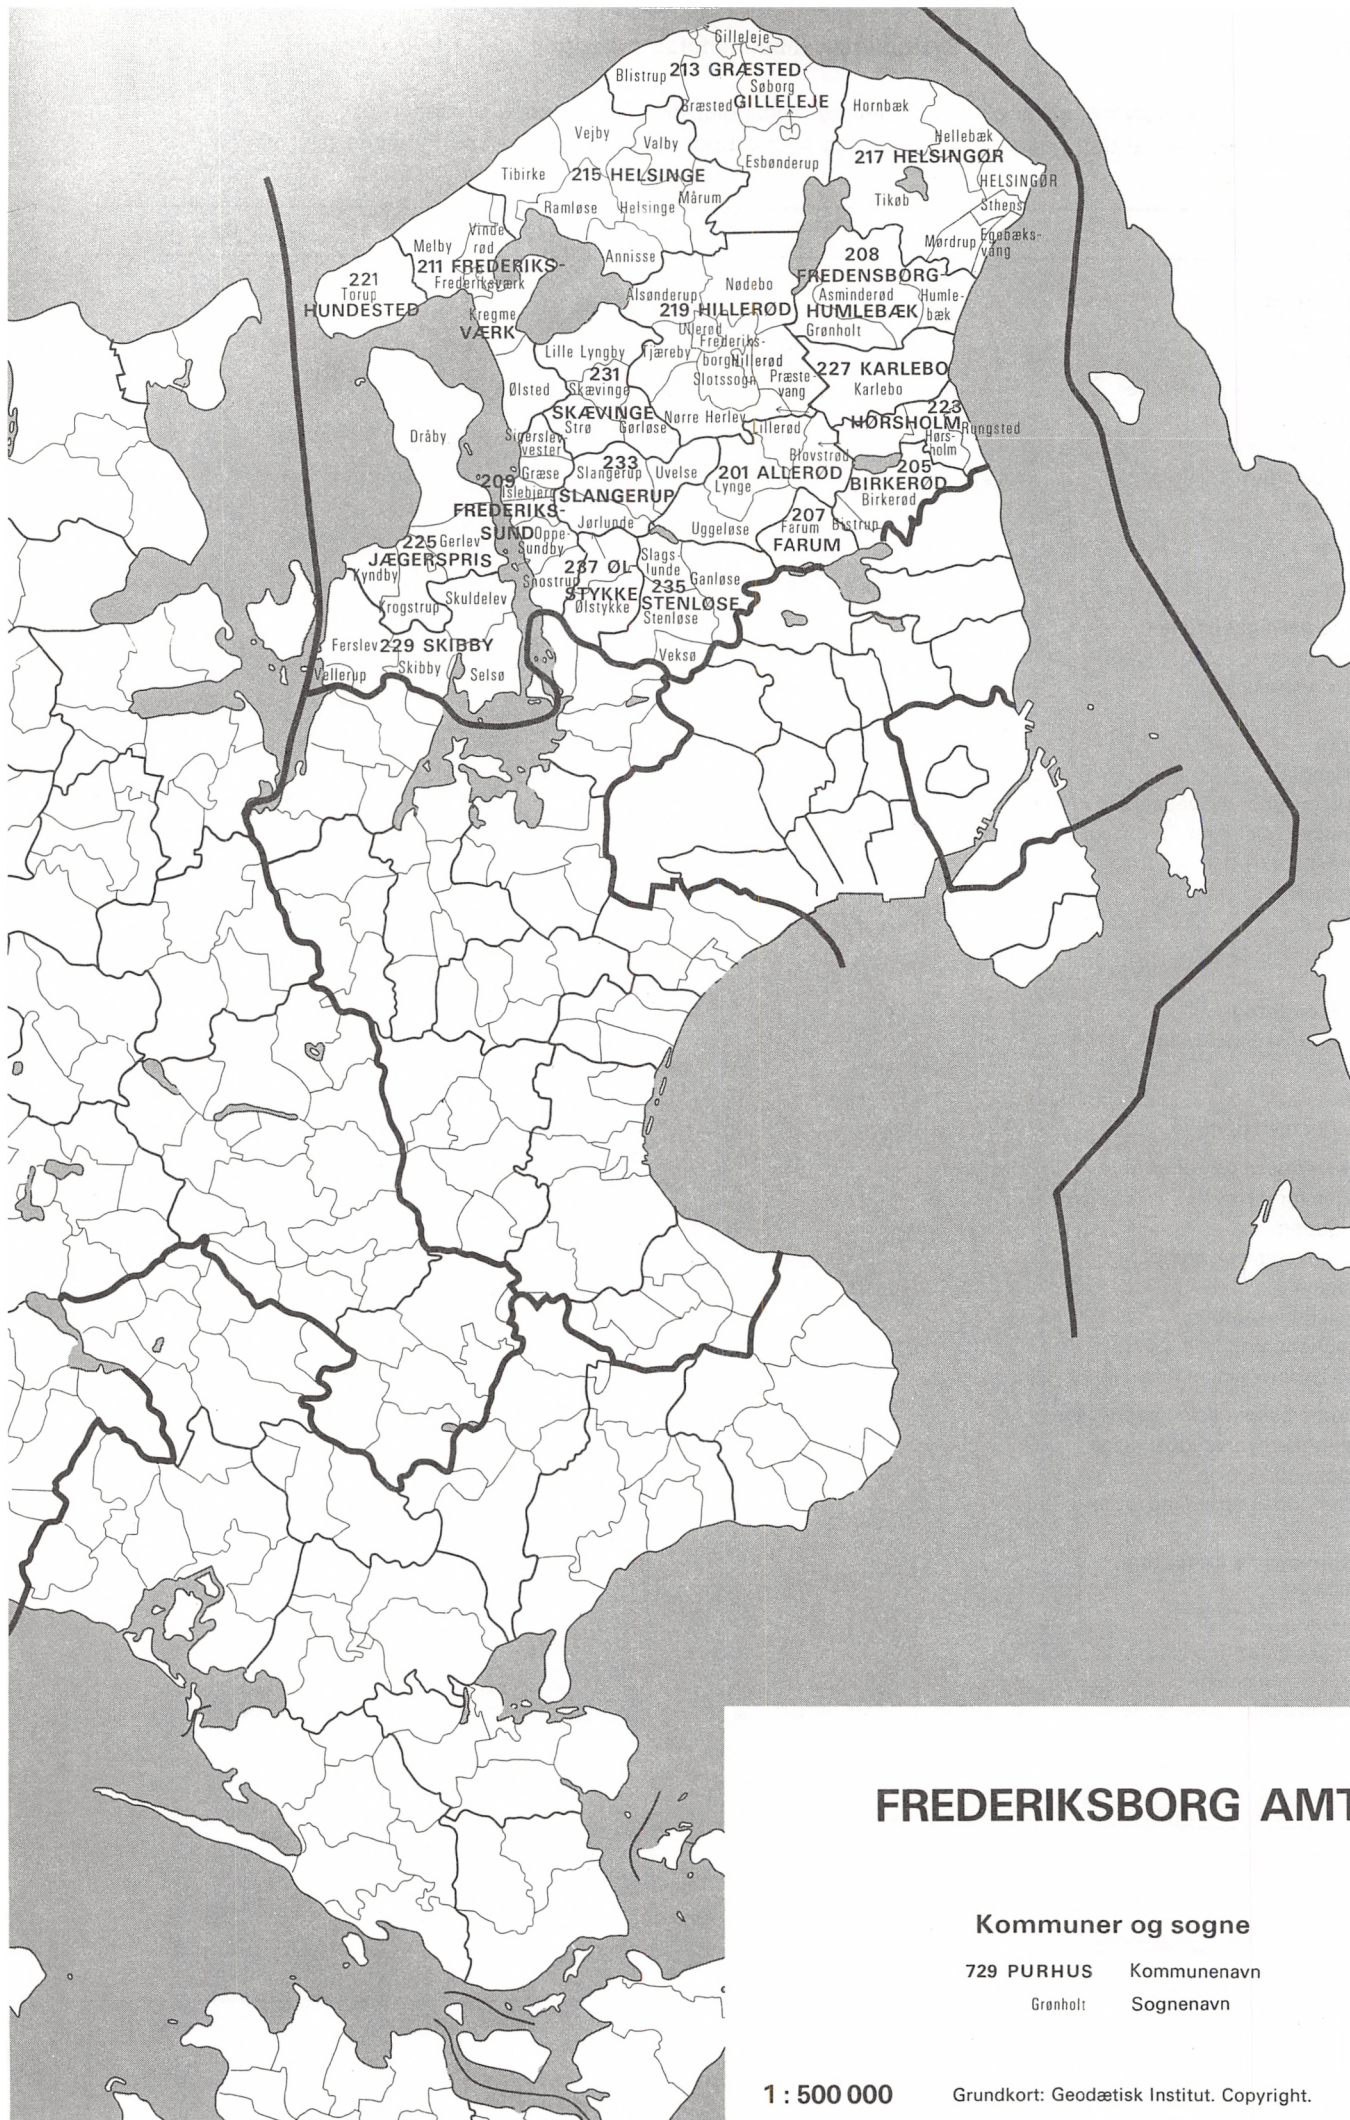 Gilleleje
Blistrup
213 GRÆSTED
Søborg
Græsted
GILLELEJE
Hornbæk
Vejby
Valby
Hellebæk
Esbønderup
217 HELSINGØR
Tibirke
215 HELSINGE
HELSINGØR
Mårum
Tikøb
Sthens
Ramløse
Helsinge
Vinde
rød
Melby
Mørdrup
Egebæks-
vang
Annisse
208
211 FREDERIKS-
FREDENSBORG
221
Frederiksværk
Nødebo
Torup
Alsønderup
Asminderød
Humle-
bæk
HUNDESTED
219 HILLERØD
HUMLEBÆK
Kregme
VÆRK
Ullerød
Grønholt
Frederiks-
borg
Slotssogn
Lille Lyngby
Tjæreby
Hillerød
231
Præste-
vang
227 KARLEBO
Ølsted
Skævinge
Karlebo
SKÆVINGE
Nørre Herlev
223
HØRSHOLM
Rungsted
Strø
Gørløse
Lillerød
Hørs-
holm
Dråby
Sigerslev-
vester
Blovstrød
233
205
Græse
Slangerup
Uvelse
201 ALLERØD
BIRKERØD
209
Islebjerg
Lynge
Birkerød
SLANGERUP
FREDERIKS-
SUND
207
Jørlunde
Uggeløse
Farum
Bistrup
Oppe-
Sundby
FARUM
225
Gerlev
JÆGERSPRIS
Slags-
lunde
Kyndby
Snostrup
237 ØL
STYKKE
235
Ganløse
Krogstrup
Skuldelev
Ølstykke
STENLØSE
Stenløse
Ferslev
229 SKIBBY
Veksø
Vellerup
Skibby
Selsø
FREDERIKSBORG AMT
Kommuner og sogne
729 PURHUS Kommunenavn
Grønholt Sognenavn
1 : 500 000 Grundkort: Geodætisk Institut. Copyright.